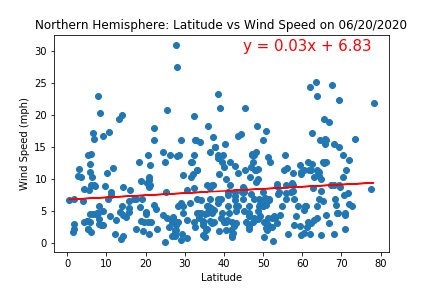 Northern Hemisphere: Latitude vs Wind Speed on 06/20/2020
y = 0.03x + 6.83
Wind Speed (mph)
30
25
20
15
10
5
0
0 10 20 30 40 50 60 70 80
Latitude